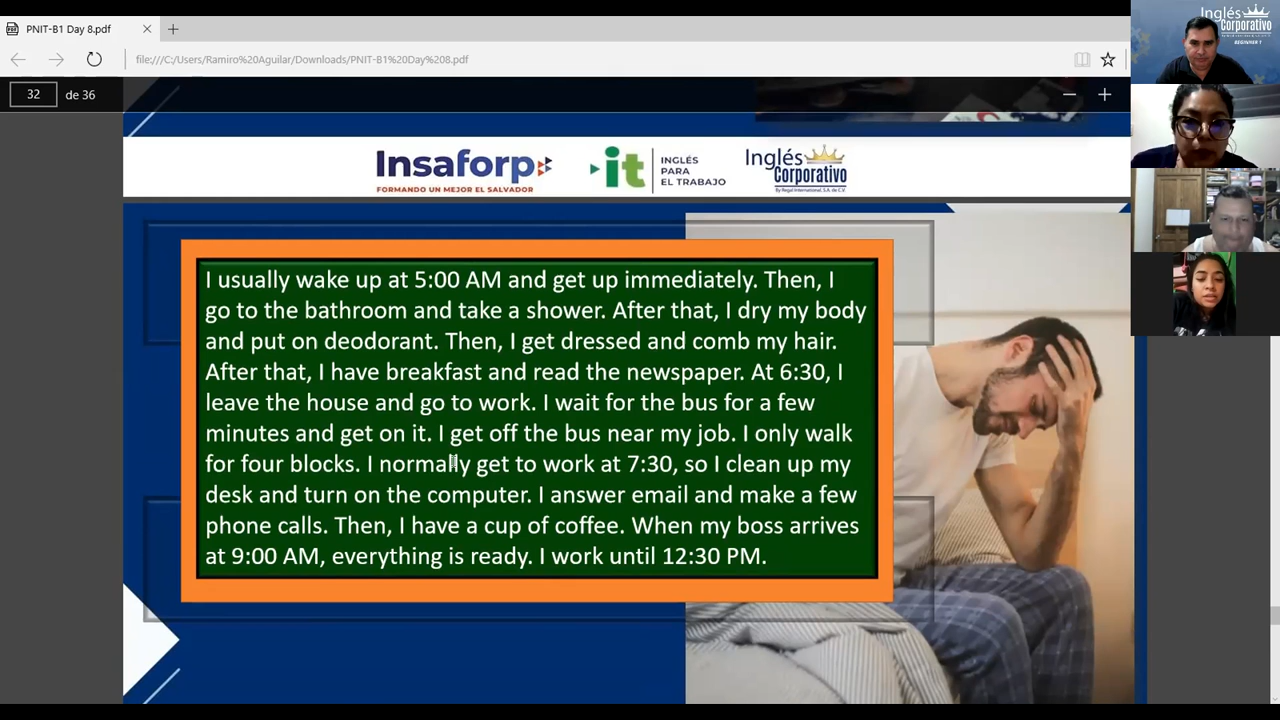 PNIT-B1 Day 8.pdf
file:///C:/Users/Ramiro%20Aguilar/Downloads/PNIT-B1%20Day%208.pdf
32 de 36
Insaforp
FORMANDO UN MEJOR EL SALVADOR
it
INGLÉS
PARA
EL TRABAJO
Inglés
Corporativo
By Regal International, S.A. de C.V.
I usually wake up at 5:00 AM and get up immediately. Then, I
go to the bathroom and take a shower. After that, I dry my body
and put on deodorant. Then, I get dressed and comb my hair.
After that, I have breakfast and read the newspaper. At 6:30, I
leave the house and go to work. I wait for the bus for a few
minutes and get on it. I get off the bus near my job. I only walk
for four blocks. I normally get to work at 7:30, so I clean up my
desk and turn on the computer. I answer email and make a few
phone calls. Then, I have a cup of coffee. When my boss arrives
at 9:00 AM, everything is ready. I work until 12:30 PM.
Inglés
Corporativo
BEGINNER 1